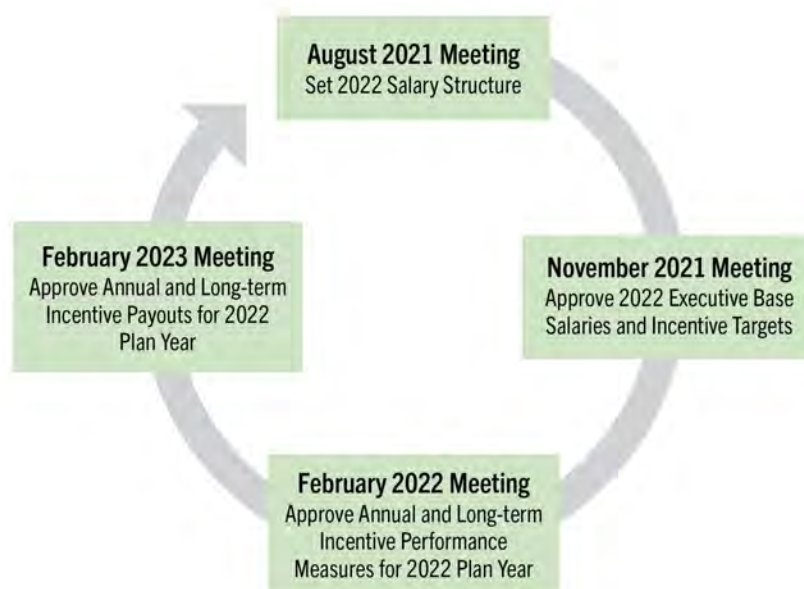 August 2021 Meeting
Set 2022 Salary Structure
November 2021 Meeting
Approve 2022 Executive Base
Salaries and Incentive Targets
February 2022 Meeting
Approve Annual and Long-term
Incentive Performance
Measures for 2022 Plan Year
February 2023 Meeting
Approve Annual and Long-term
Incentive Payouts for 2022
Plan Year